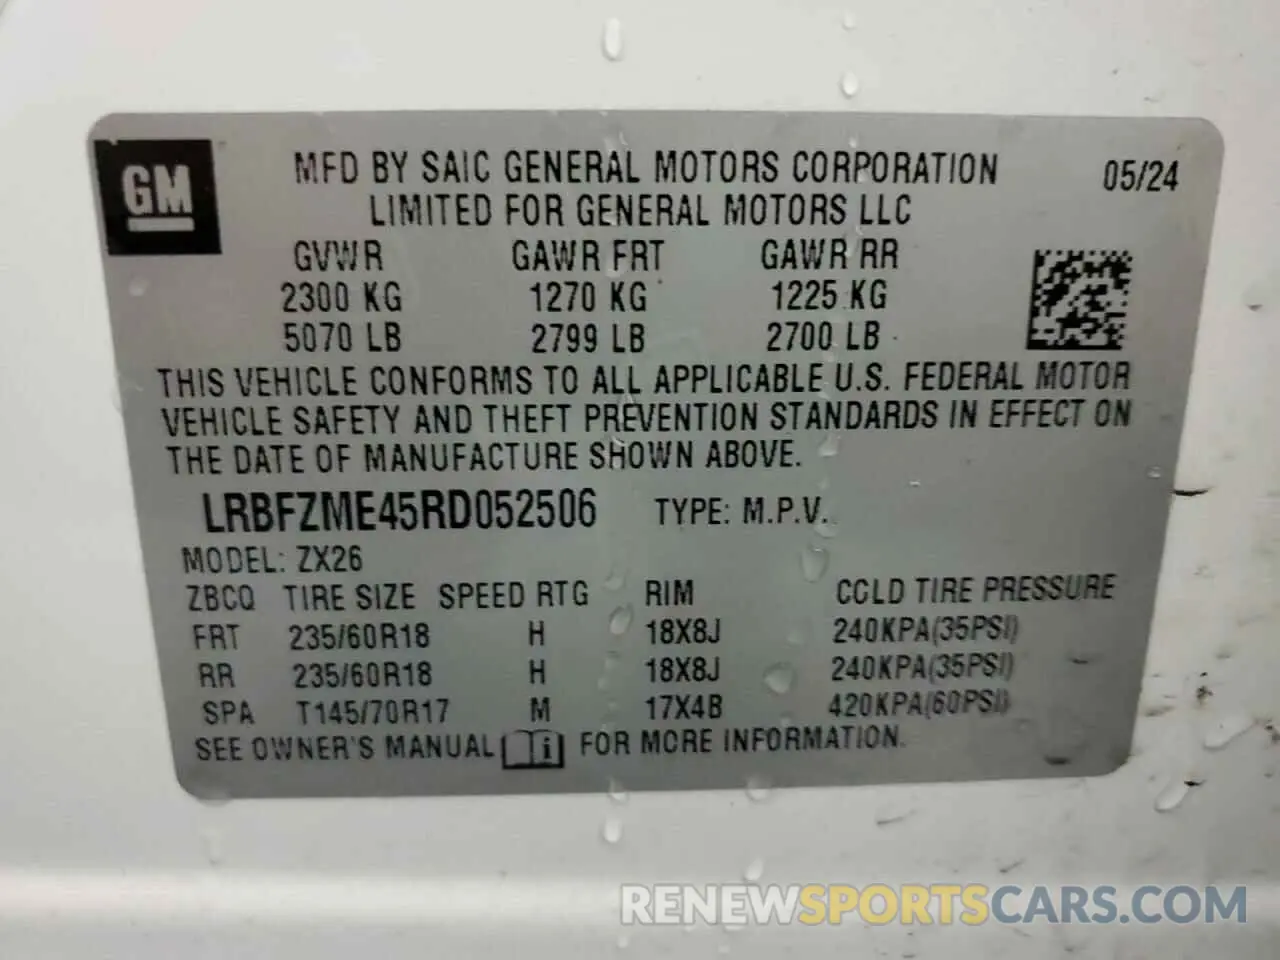 GM
MFD BY SAIC GENERAL MOTORS CORPORATION 05/24
LIMITED FOR GENERAL MOTORS LLC
GVWR GAWR FRT GAWR RR
2300 KG 1270 KG 1225 KG
5070 LB 2799 LB 2700 LB
THIS VEHICLE CONFORMS TO ALL APPLICABLE U.S. FEDERAL MOTOR
VEHICLE SAFETY AND THEFT PREVENTION STANDARDS IN EFFECT ON
THE DATE OF MANUFACTURE SHOWN ABOVE.
LRBFZME45RD052506 TYPE: M.P.V.
MODEL: ZX26
ZBCQ TIRE SIZE SPEED RTG RIM COLD TIRE PRESSURE
FRT 235/60R18 H 18X8J 240KPA(35PSI)
RR 235/60R18 H 18X8J 240KPA(35PSI)
SPA T145/70R17 M 17X4B 420KPA(60PSI)
SEE OWNER'S MANUAL i FOR MORE INFORMATION.
RENEWSPORTSCARS.COM